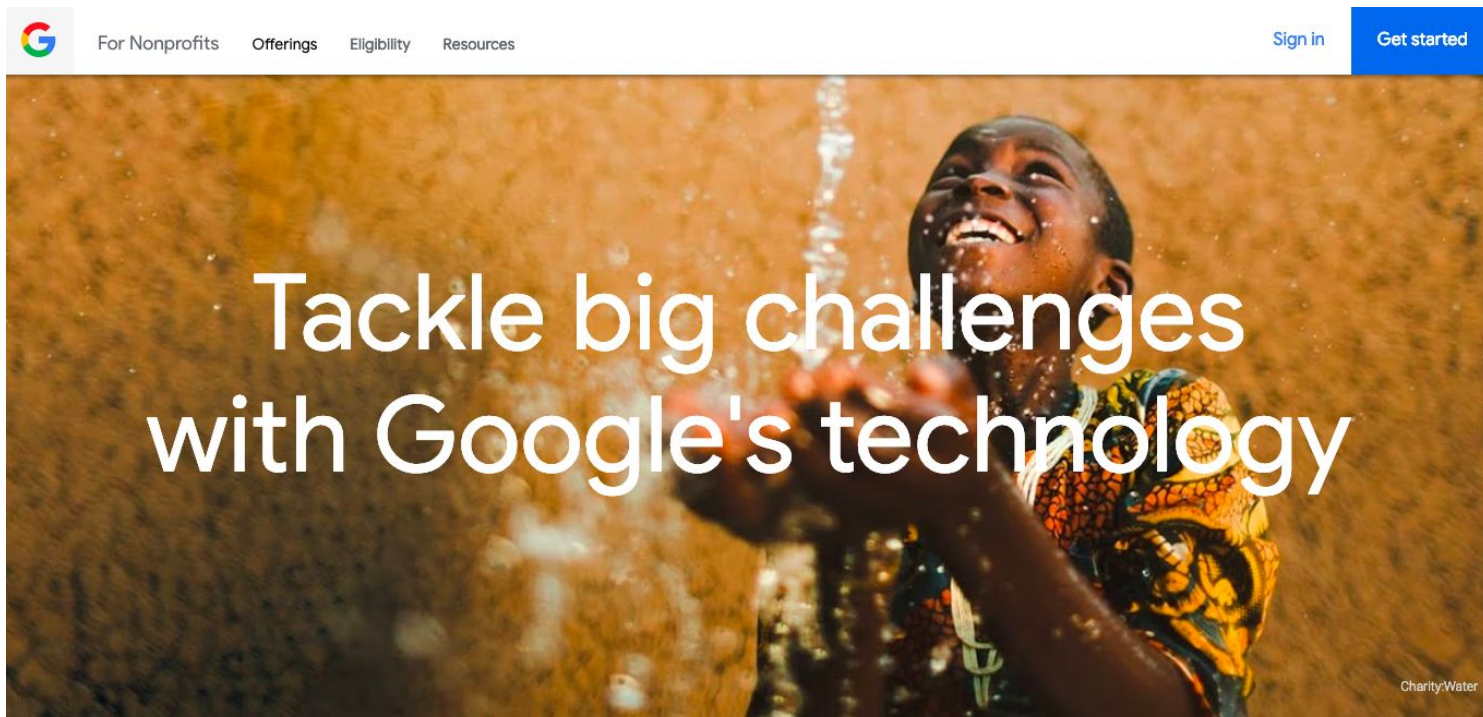 For Nonprofits Offerings Eligibility Resources Sign in Get started
Tackle big challenges
with Google's technology
Charity:Water